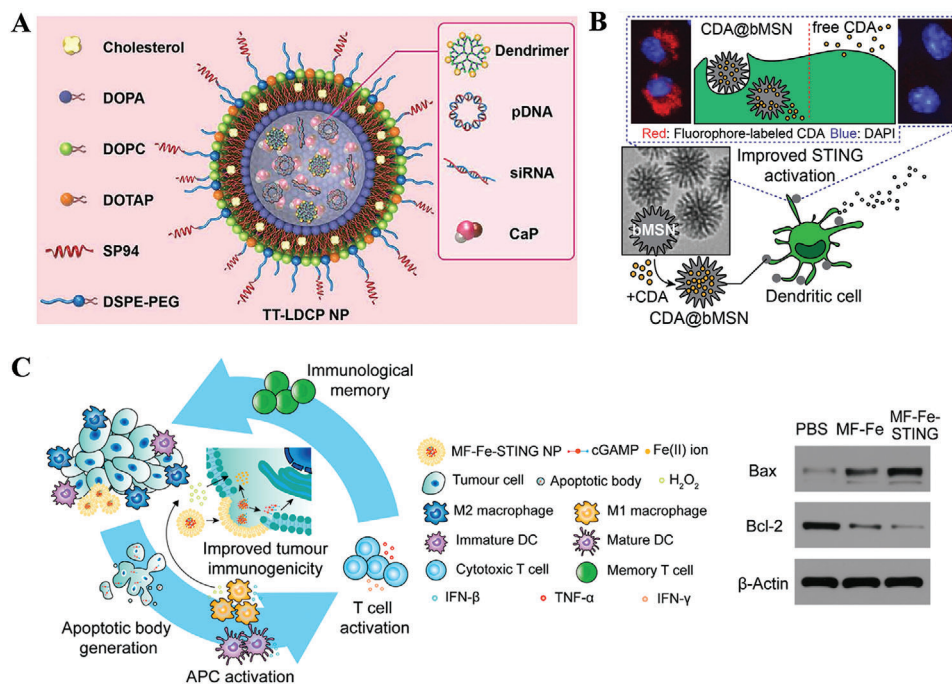 A
Cholesterol
DOPA
DOPC
DOTAP
SP94
DSPE-PEG
TT-LDCP NP
Dendrimer
pDNA
siRNA
CaP
B
CDA@bMSN
free CDA
Red: Fluorophore-labeled CDA Blue: DAPI
Improved STING
activation
bMSN
+CDA
CDA@bMSN
Dendritic cell
C
Immunological
memory
Improved tumour
immunogenicity
T cell
activation
Apoptotic body
generation
APC activation
MF-Fe-STING NP
cGAMP
Fe(II) ion
Tumour cell
Apoptotic body
H₂O₂
M2 macrophage
M1 macrophage
Immature DC
Mature DC
Cytotoxic T cell
Memory T cell
IFN-β
TNF-α
IFN-γ
PBS
MF-Fe
MF-Fe-
STING
Bax
Bcl-2
β-Actin